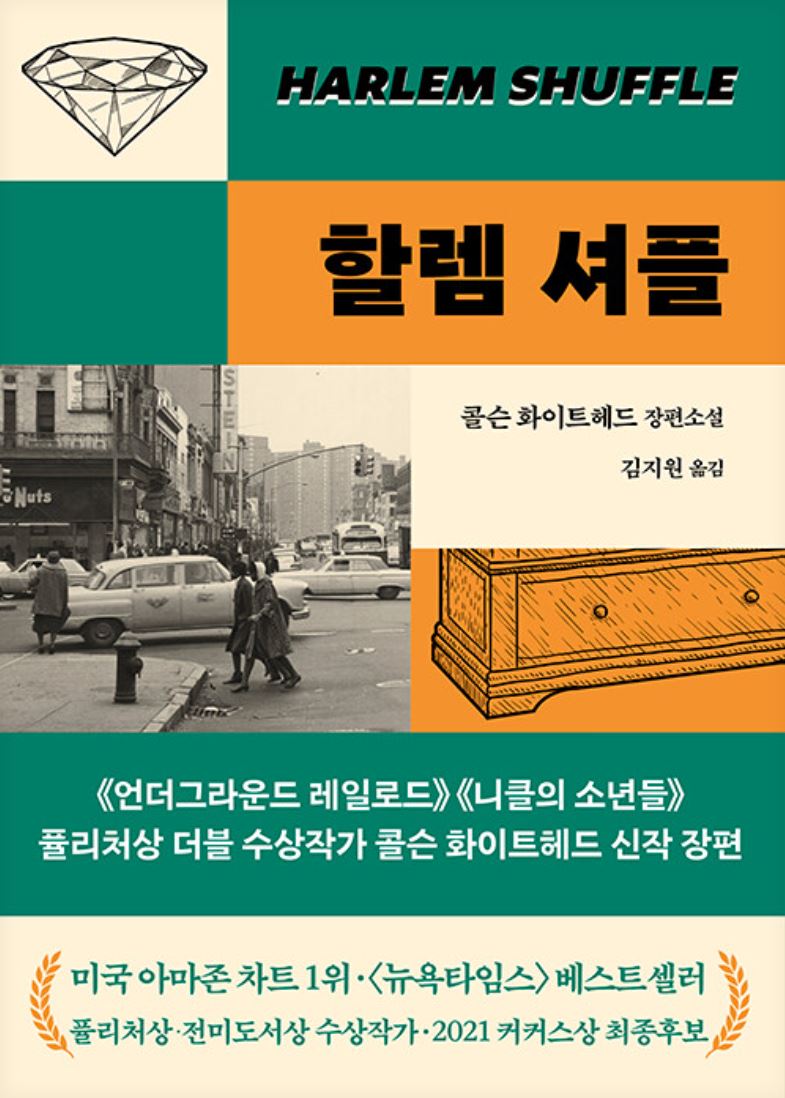 HARLEM SHUFFLE
할렘 셔플
콜슨 화이트헤드 장편소설
김지원 옮김
STEIN
Nuts
《언더그라운드 레일로드》《니클의 소년들》
퓰리처상 더블 수상작가 콜슨 화이트헤드 신작 장편
미국 아마존 차트 1위·〈뉴욕타임스〉 베스트셀러
퓰리처상·전미도서상 수상작가·2021 커커스상 최종후보